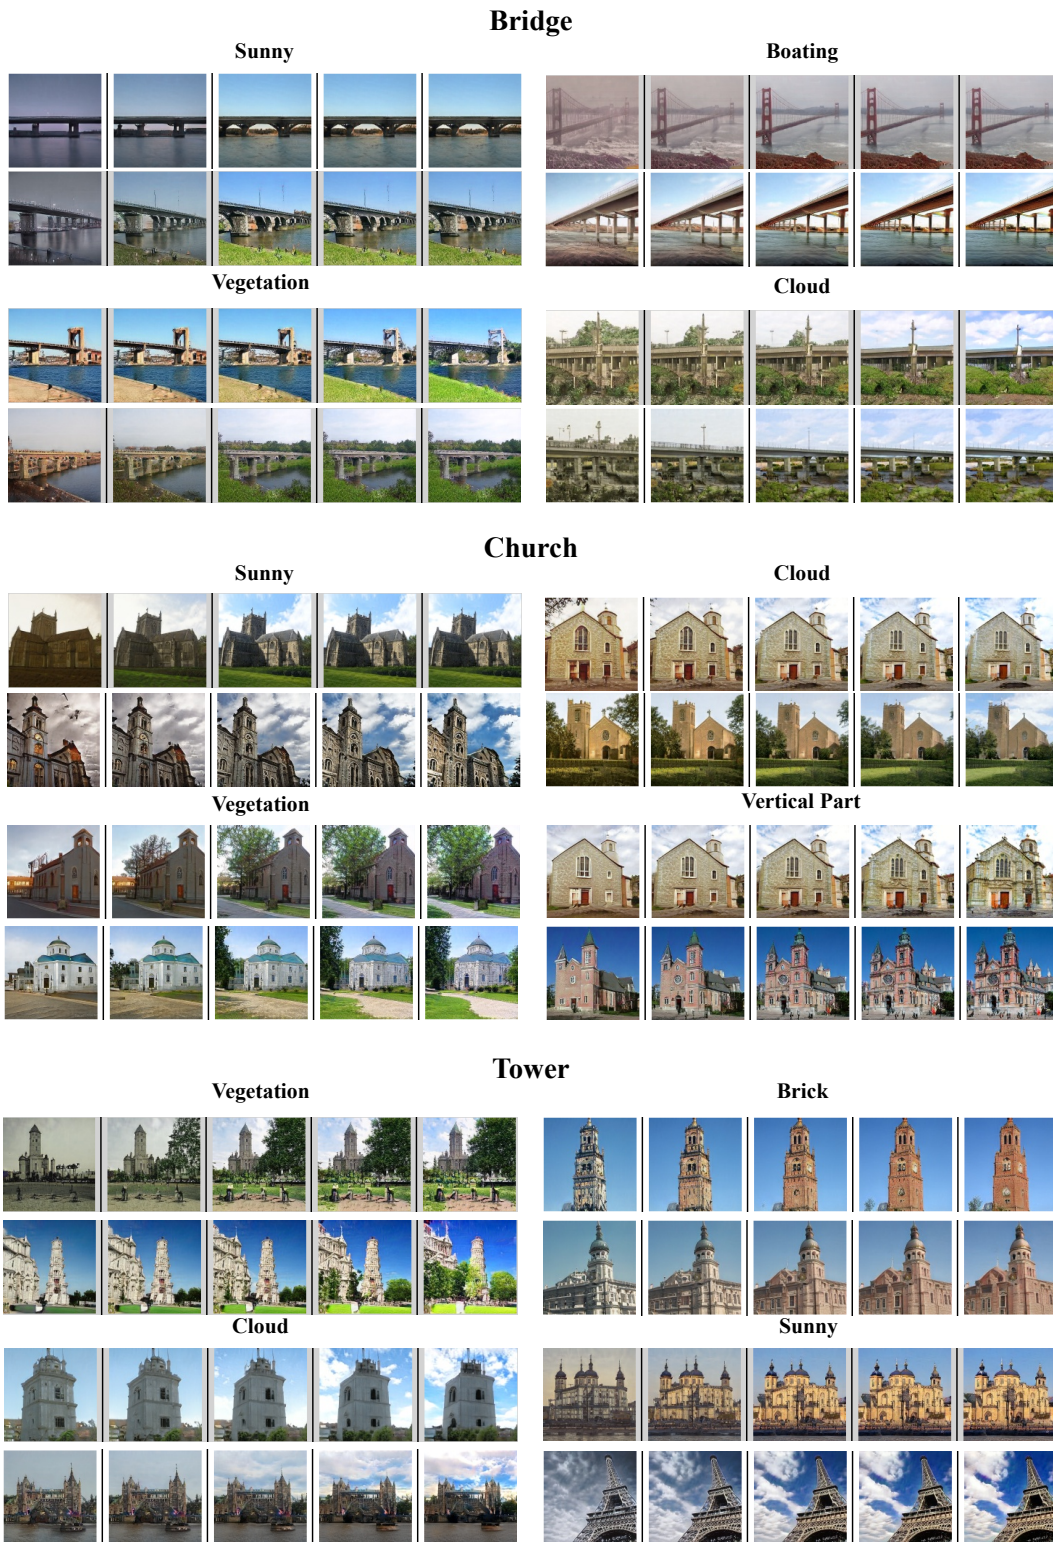 Bridge
Sunny
Boating
Vegetation
Cloud
Church
Sunny
Cloud
Vegetation
Vertical Part
Tower
Vegetation
Brick
Cloud
Sunny